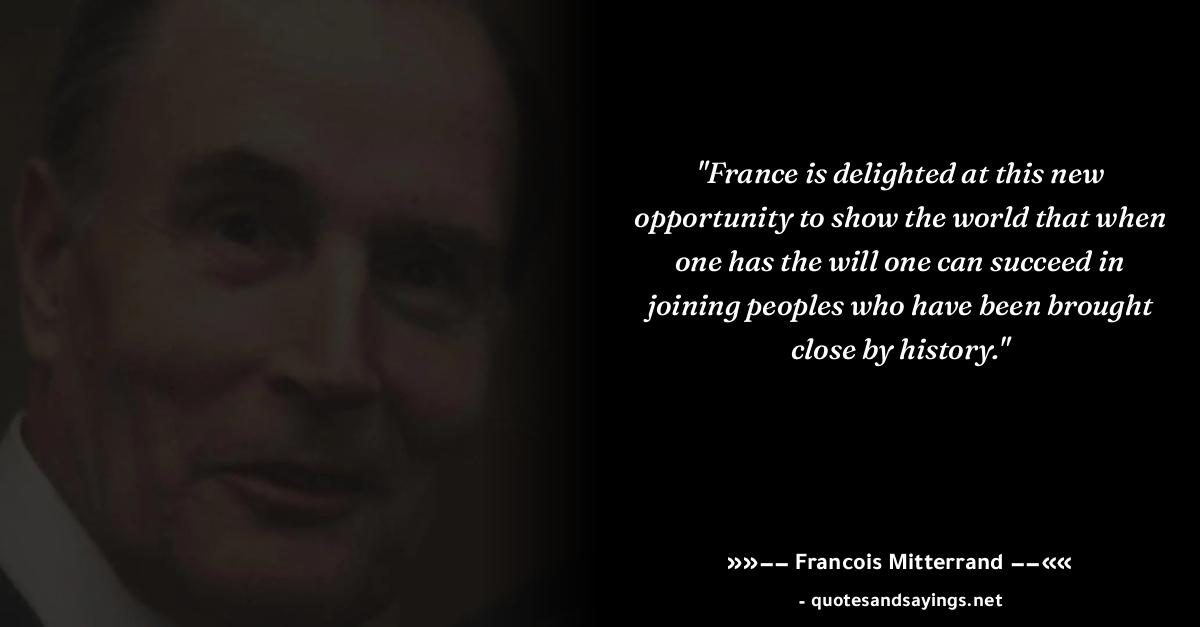 "France is delighted at this new
opportunity to show the world that when
one has the will one can succeed in
joining peoples who have been brought
close by history."
»»−− Francois Mitterrand −−««
- quotesandsayings.net